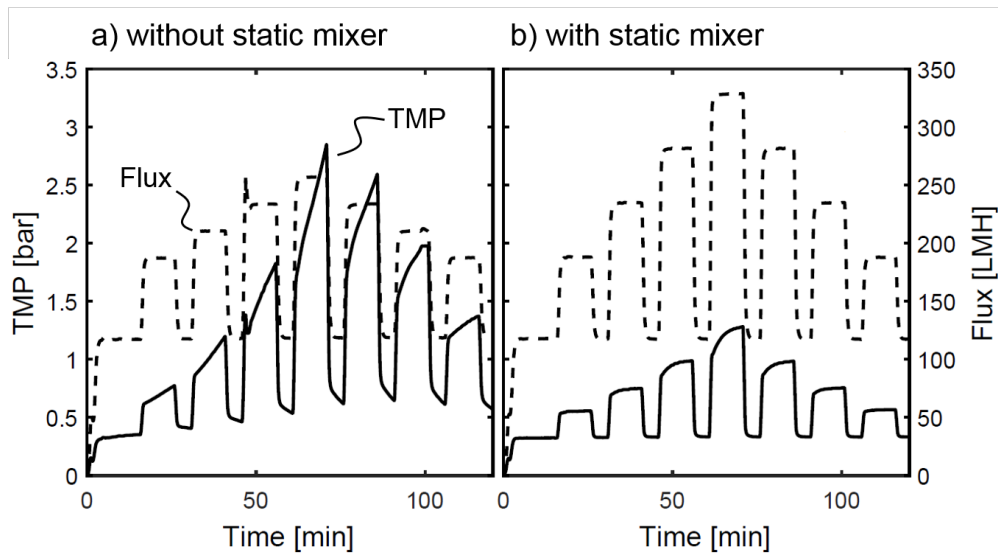 a) without static mixer
b) with static mixer
3.5
3
2.5
2
1.5
1
0.5
0
TMP [bar]
Flux
TMP
0
50
100
Time [min]
0
50
100
Time [min]
350
300
250
200
150
100
50
0
Flux [LMH]